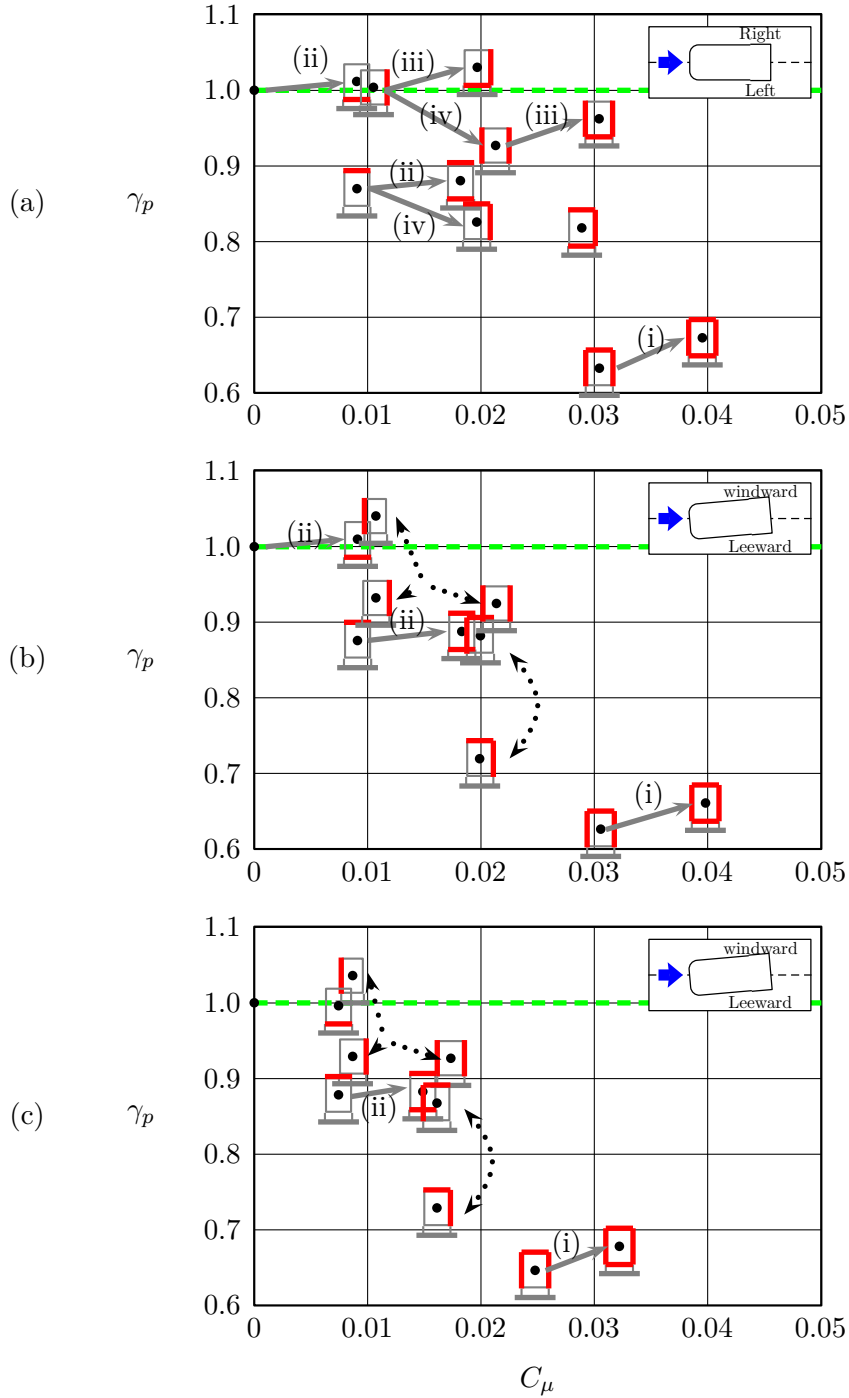 1.1
Right
(ii)
(iii)
1.0
Left
(iv)
(iii)
0.9
(ii)
(a)
γp
(iv)
0.8
0.7
(i)
0.6
0
0.01
0.02
0.03
0.04
0.05
1.1
windward
(ii)
1.0
Leeward
0.9
(ii)
(b)
γp
0.8
0.7
(i)
0.6
0
0.01
0.02
0.03
0.04
0.05
1.1
windward
1.0
Leeward
0.9
(ii)
(c)
γp
0.8
0.7
(i)
0.6
0
0.01
0.02
0.03
0.04
0.05
Cμ